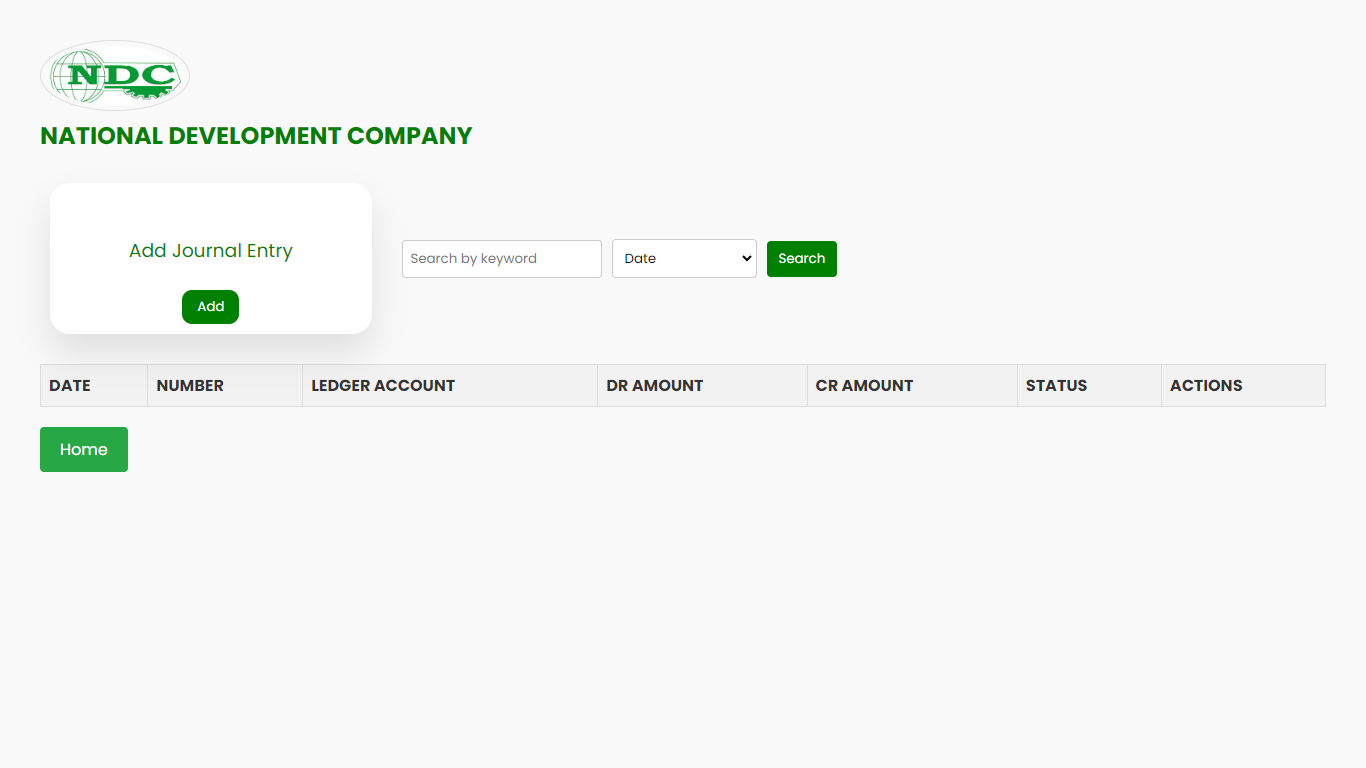 NDC
NATIONAL DEVELOPMENT COMPANY
Add Journal Entry
Add
Search by keyword
Date
Search
DATE NUMBER LEDGER ACCOUNT DR AMOUNT CR AMOUNT STATUS ACTIONS
Home